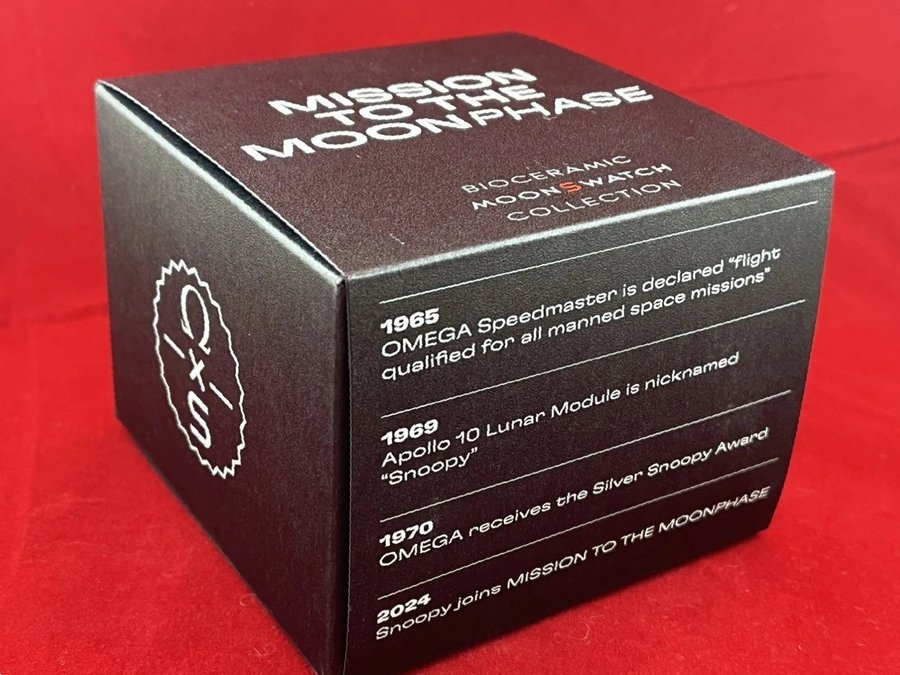 MISSION
TO THE
MOONPHASE
BIOCERAMIC
MOONSWATCH
COLLECTION
Ω
x
S
1965
OMEGA Speedmaster is declared “flight
qualified for all manned space missions”
1969
Apollo 10 Lunar Module is nicknamed
“Snoopy”
1970
OMEGA receives the Silver Snoopy Award
2024
Snoopy joins MISSION TO THE MOONPHASE